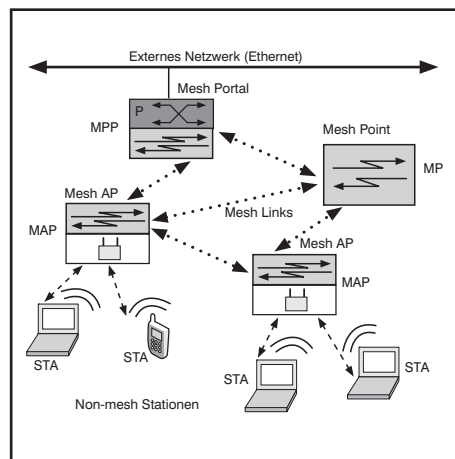 Externes Netzwerk (Ethernet)
Mesh Portal
P
MPP
Mesh Point
MP
Mesh AP
MAP
Mesh Links
Mesh AP
MAP
STA
STA
STA
STA
Non-mesh Stationen